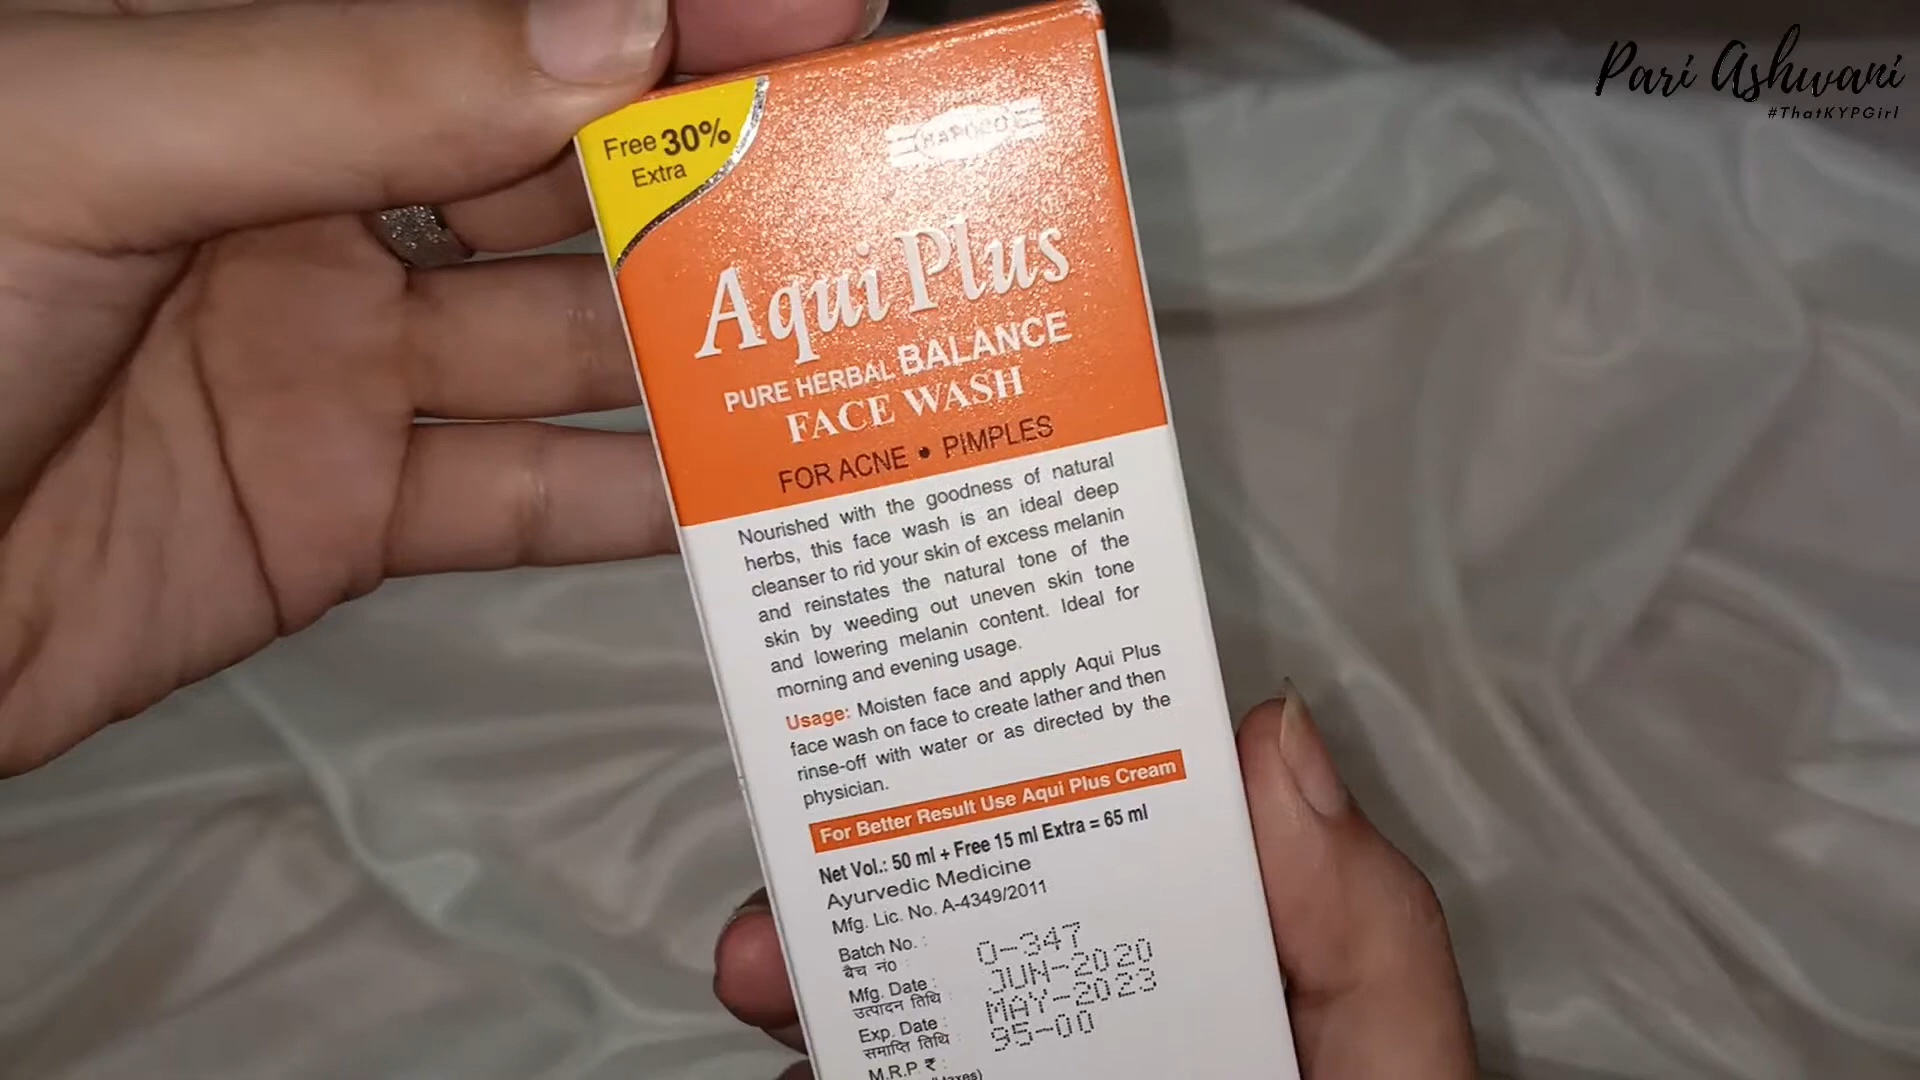 Pari Ashwani
#ThatKYPGirl
Free 30%
Extra
HAPDCO
Aqui Plus
PURE HERBAL BALANCE
FACE WASH
FOR ACNE • PIMPLES
Nourished with the goodness of natural
herbs, this face wash is an ideal deep
cleanser to rid your skin of excess melanin
and reinstates the natural tone of the
skin by weeding out uneven skin tone
and lowering melanin content. Ideal for
morning and evening usage.
Usage: Moisten face and apply Aqui Plus
face wash on face to create lather and then
rinse-off with water or as directed by the
physician.
For Better Result Use Aqui Plus Cream
Net Vol.: 50 ml + Free 15 ml Extra = 65 ml
Ayurvedic Medicine
Mfg. Lic. No. A-4349/2011
Batch No. : O-347
बैच नं0 :
Mfg. Date : JUN-2020
उत्पादन तिथि :
Exp. Date : MAY-2023
समाप्ति तिथि :
M.R.P ₹ : 95-00